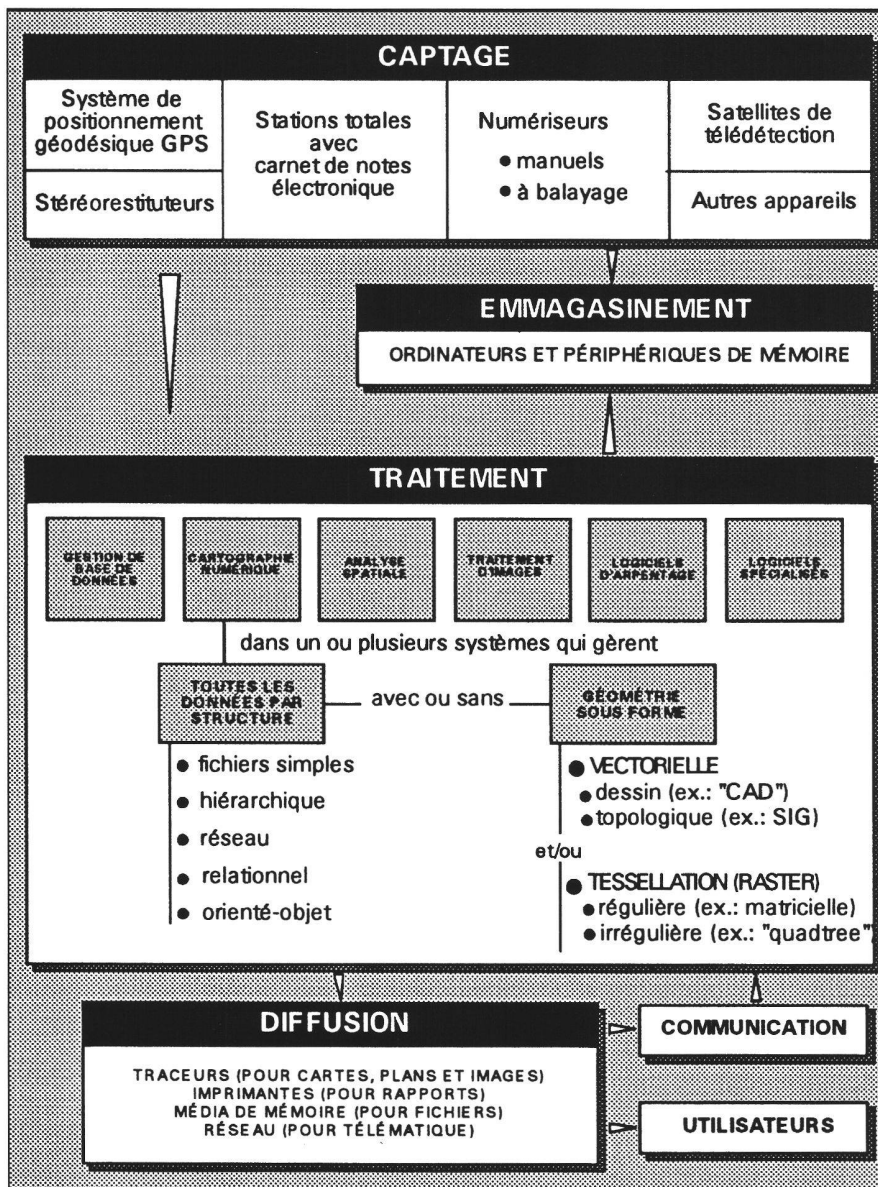 CAPTAGE
Système de
positionnement
géodésique GPS
Stéréorestituteurs
Stations totales
avec
carnet de notes
électronique
Numériseurs
● manuels
● à balayage
Satellites de
télédétection
Autres appareils
EMMAGASINEMENT
ORDINATEURS ET PÉRIPHÉRIQUES DE MÉMOIRE
TRAITEMENT
GESTION DE
BASE DE
DONNÉES
CARTOGRAPHIE
NUMÉRIQUE
ANALYSE
SPATIALE
TRAITEMENT
D'IMAGES
LOGICIELS
D'ARPENTAGE
LOGICIELS
SPÉCIALISÉS
dans un ou plusieurs systèmes qui gèrent
TOUTES LES
DONNÉES PAR
STRUCTURE
avec ou sans
GÉOMÉTRIE
SOUS FORME
● fichiers simples
● hiérarchique
● réseau
● relationnel
● orienté-objet
● VECTORIELLE
● dessin (ex.: "CAD")
● topologique (ex.: SIG)
et/ou
● TESSELLATION (RASTER)
● régulière (ex.: matricielle)
● irrégulière (ex.: "quadtree")
DIFFUSION
TRACEURS (POUR CARTES, PLANS ET IMAGES)
IMPRIMANTES (POUR RAPPORTS)
MÉDIA DE MÉMOIRE (POUR FICHIERS)
RÉSEAU (POUR TÉLÉMATIQUE)
COMMUNICATION
UTILISATEURS